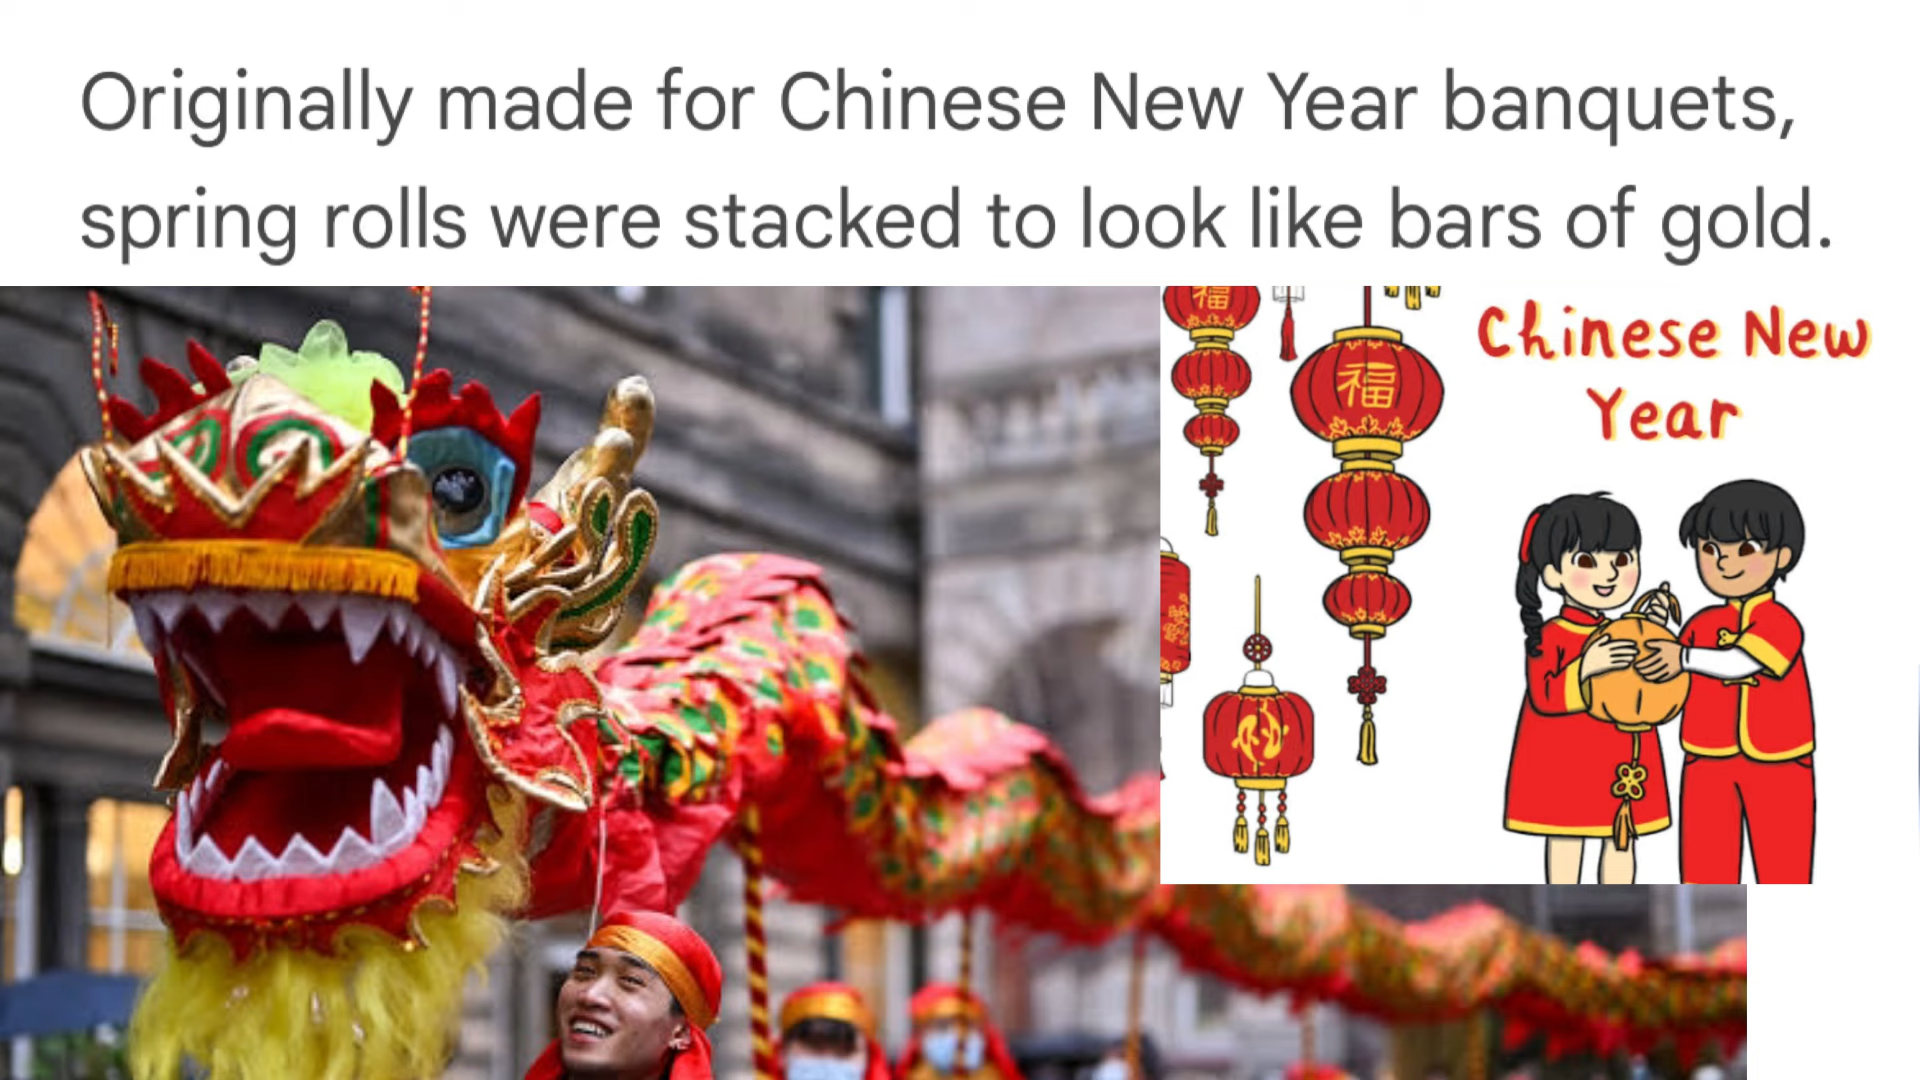 Originally made for Chinese New Year banquets,
spring rolls were stacked to look like bars of gold.
福
福
Chinese New
Year